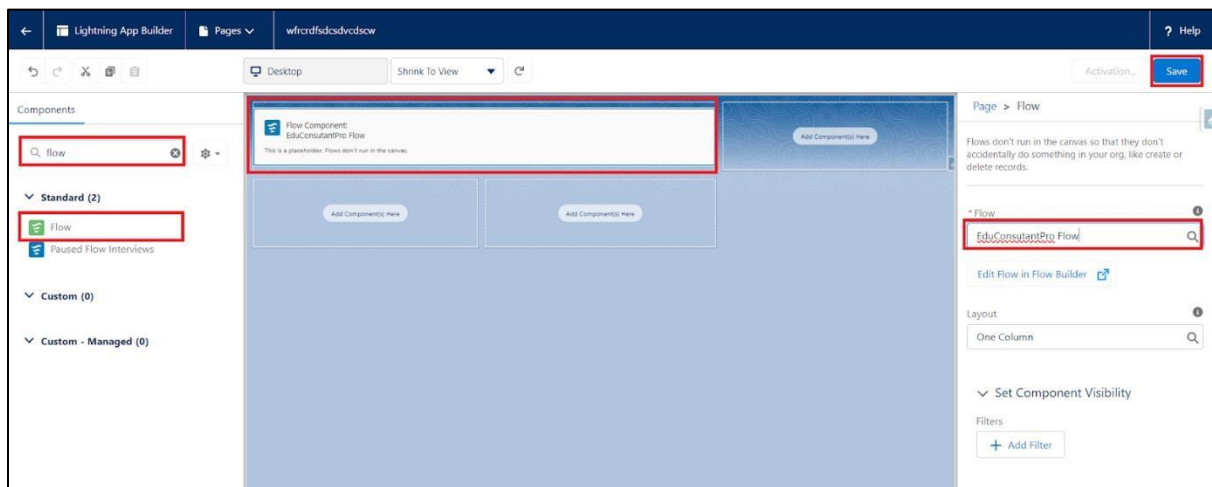 Lightning App Builder
Pages
wfrcrdfsdcsdvcdscw
? Help
Desktop
Shrink To View
Activation...
Save
Components
flow
Standard (2)
Flow
Paused Flow Interviews
Custom (0)
Custom - Managed (0)
Flow Component:
EduConsutantPro Flow
This is a placeholder. Flows don't run in the canvas.
Add Component(s) Here
Add Component(s) Here
Add Component(s) Here
Page > Flow
Flows don't run in the canvas so that they don't
accidentally do something in your org, like create or
delete records.
*Flow
EduConsutantPro Flow
Edit Flow in Flow Builder
Layout
One Column
Set Component Visibility
Filters
+ Add Filter